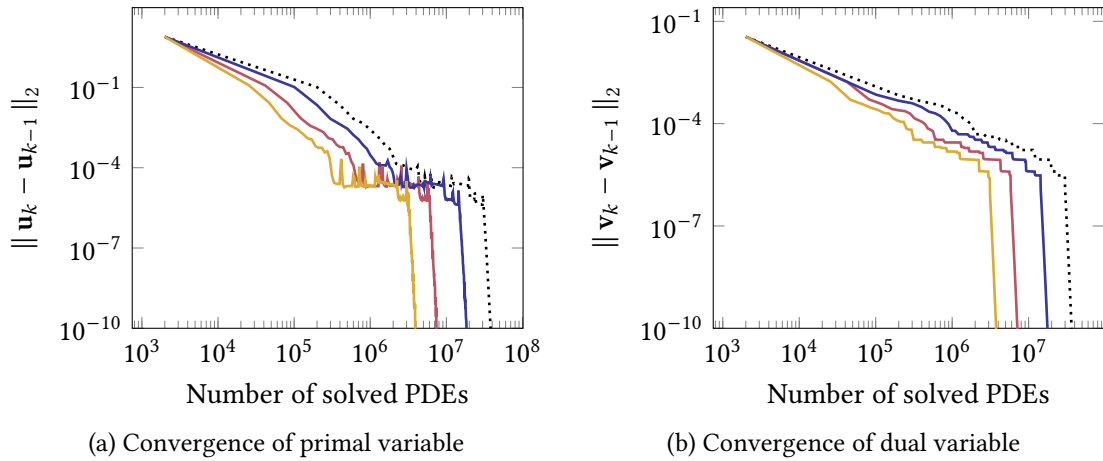 10^{-1}
10^{-4}
10^{-7}
10^{-10}
‖ u_k − u_{k−1} ‖_2
10^3 10^4 10^5 10^6 10^7 10^8
Number of solved PDEs
(a) Convergence of primal variable
10^{-1}
10^{-4}
10^{-7}
10^{-10}
‖ v_k − v_{k−1} ‖_2
10^3 10^4 10^5 10^6 10^7
Number of solved PDEs
(b) Convergence of dual variable